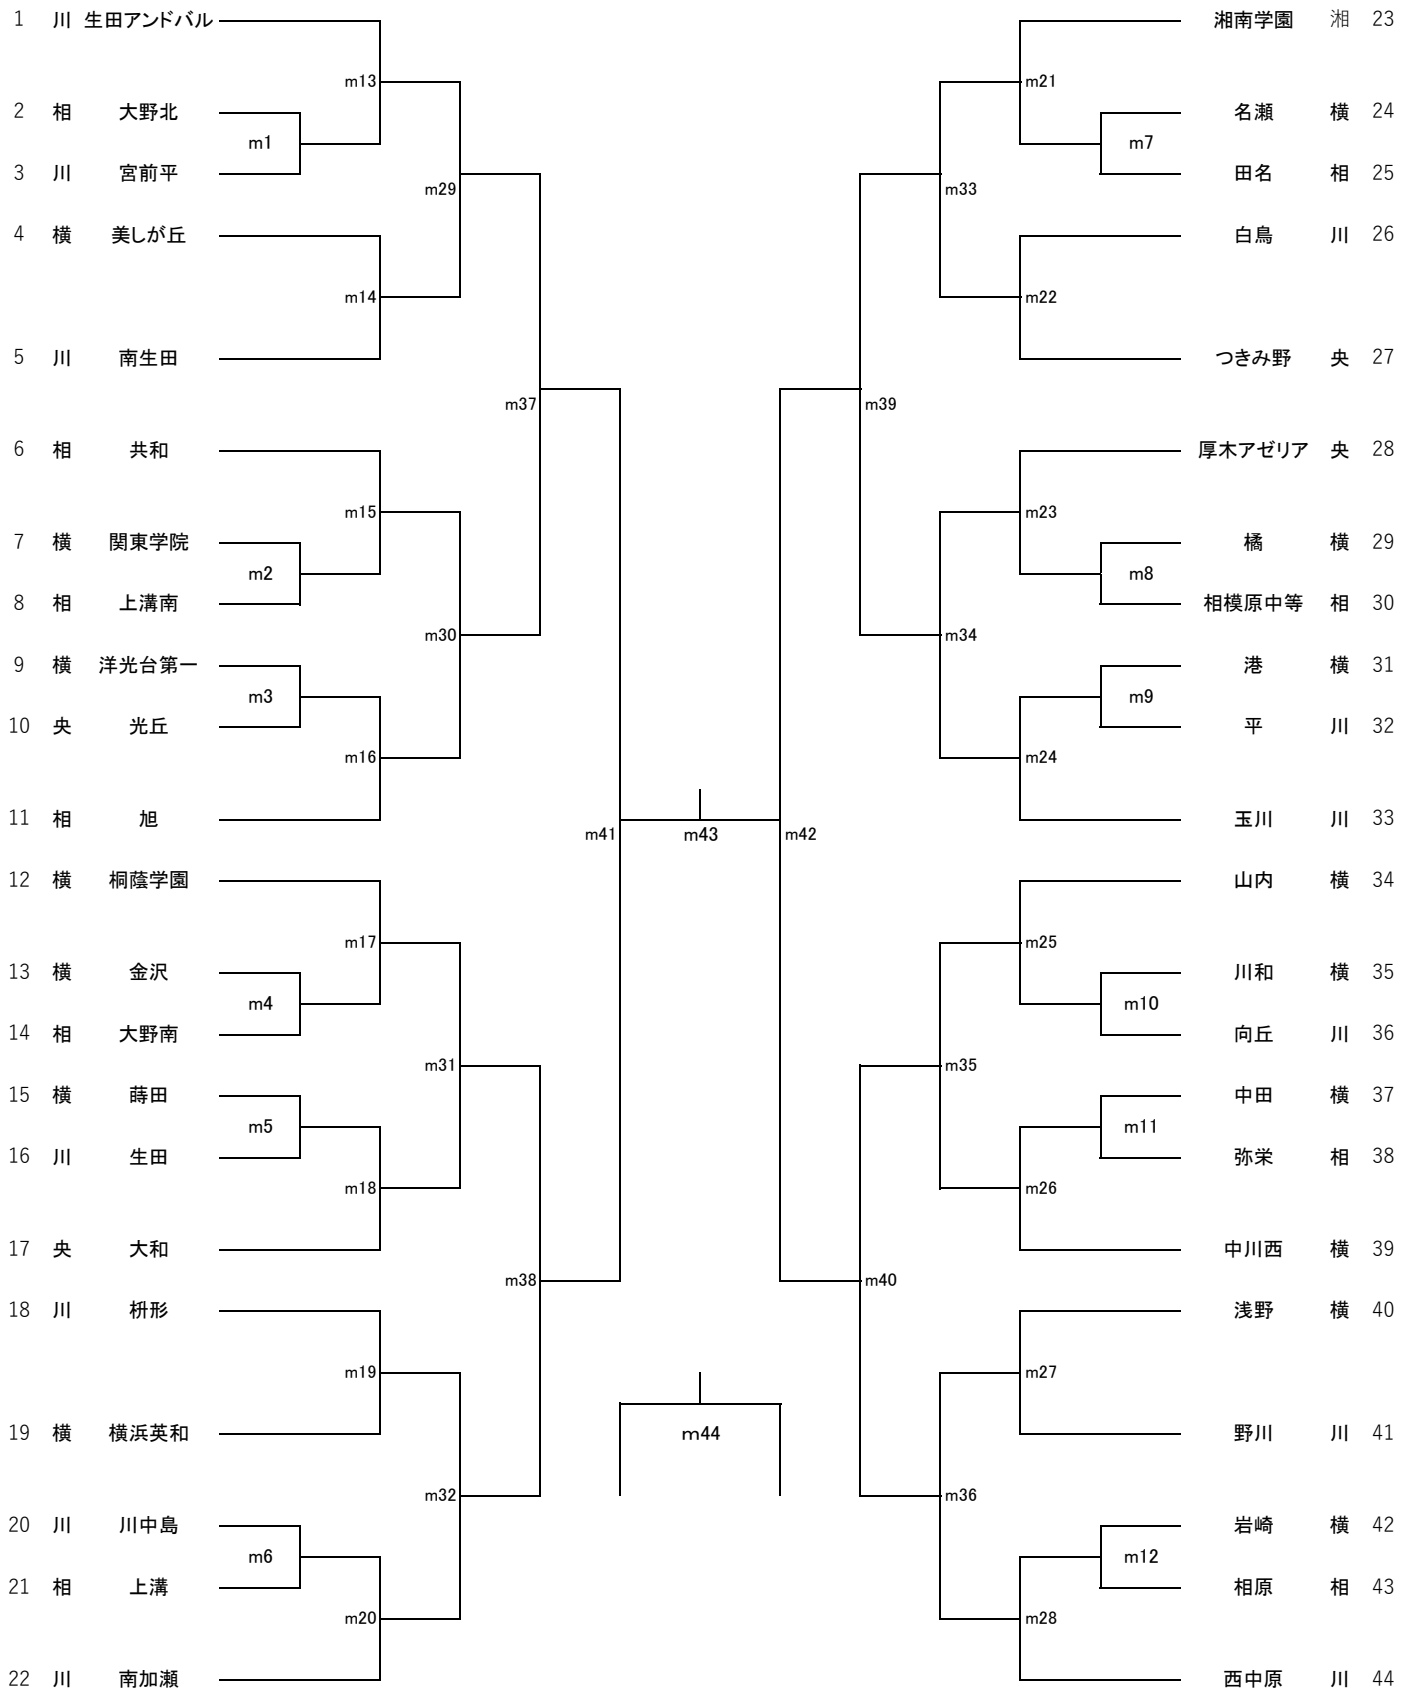 1 川 生田アンドバル
m13
2 相 大野北
m1
3 川 宮前平
m29
4 横 美しが丘
m14
5 川 南生田
m37
6 相 共和
m15
7 横 関東学院
m2
8 相 上溝南
m30
9 横 洋光台第一
m3
10 央 光丘
m16
11 相 旭
m41
12 横 桐蔭学園
m17
13 横 金沢
m4
14 相 大野南
m31
15 横 蒔田
m5
16 川 生田
m18
17 央 大和
m38
18 川 枡形
m19
19 横 横浜英和
m32
20 川 川中島
m6
21 相 上溝
m20
22 川 南加瀬
m43
m44
湘南学園 湘 23
m21
名瀬 横 24
m7
田名 相 25
m33
白鳥 川 26
m22
つきみ野 央 27
m39
厚木アゼリア 央 28
m23
橘 横 29
m8
相模原中等 相 30
m34
港 横 31
m9
平 川 32
m24
玉川 川 33
m42
山内 横 34
m25
川和 横 35
m10
向丘 川 36
m35
中田 横 37
m11
弥栄 相 38
m26
中川西 横 39
m40
浅野 横 40
m27
野川 川 41
m36
岩崎 横 42
m12
相原 相 43
m28
西中原 川 44